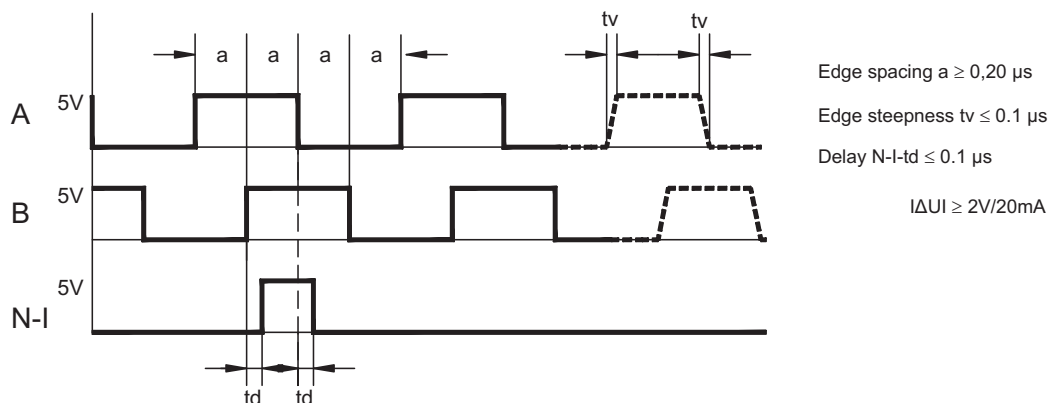 tv tv
a a a a
5V
A
5V
B
5V
N-I
td td
Edge spacing a ≥ 0,20 µs
Edge steepness tv ≤ 0.1 µs
Delay N-I-td ≤ 0.1 µs
IΔUI ≥ 2V/20mA